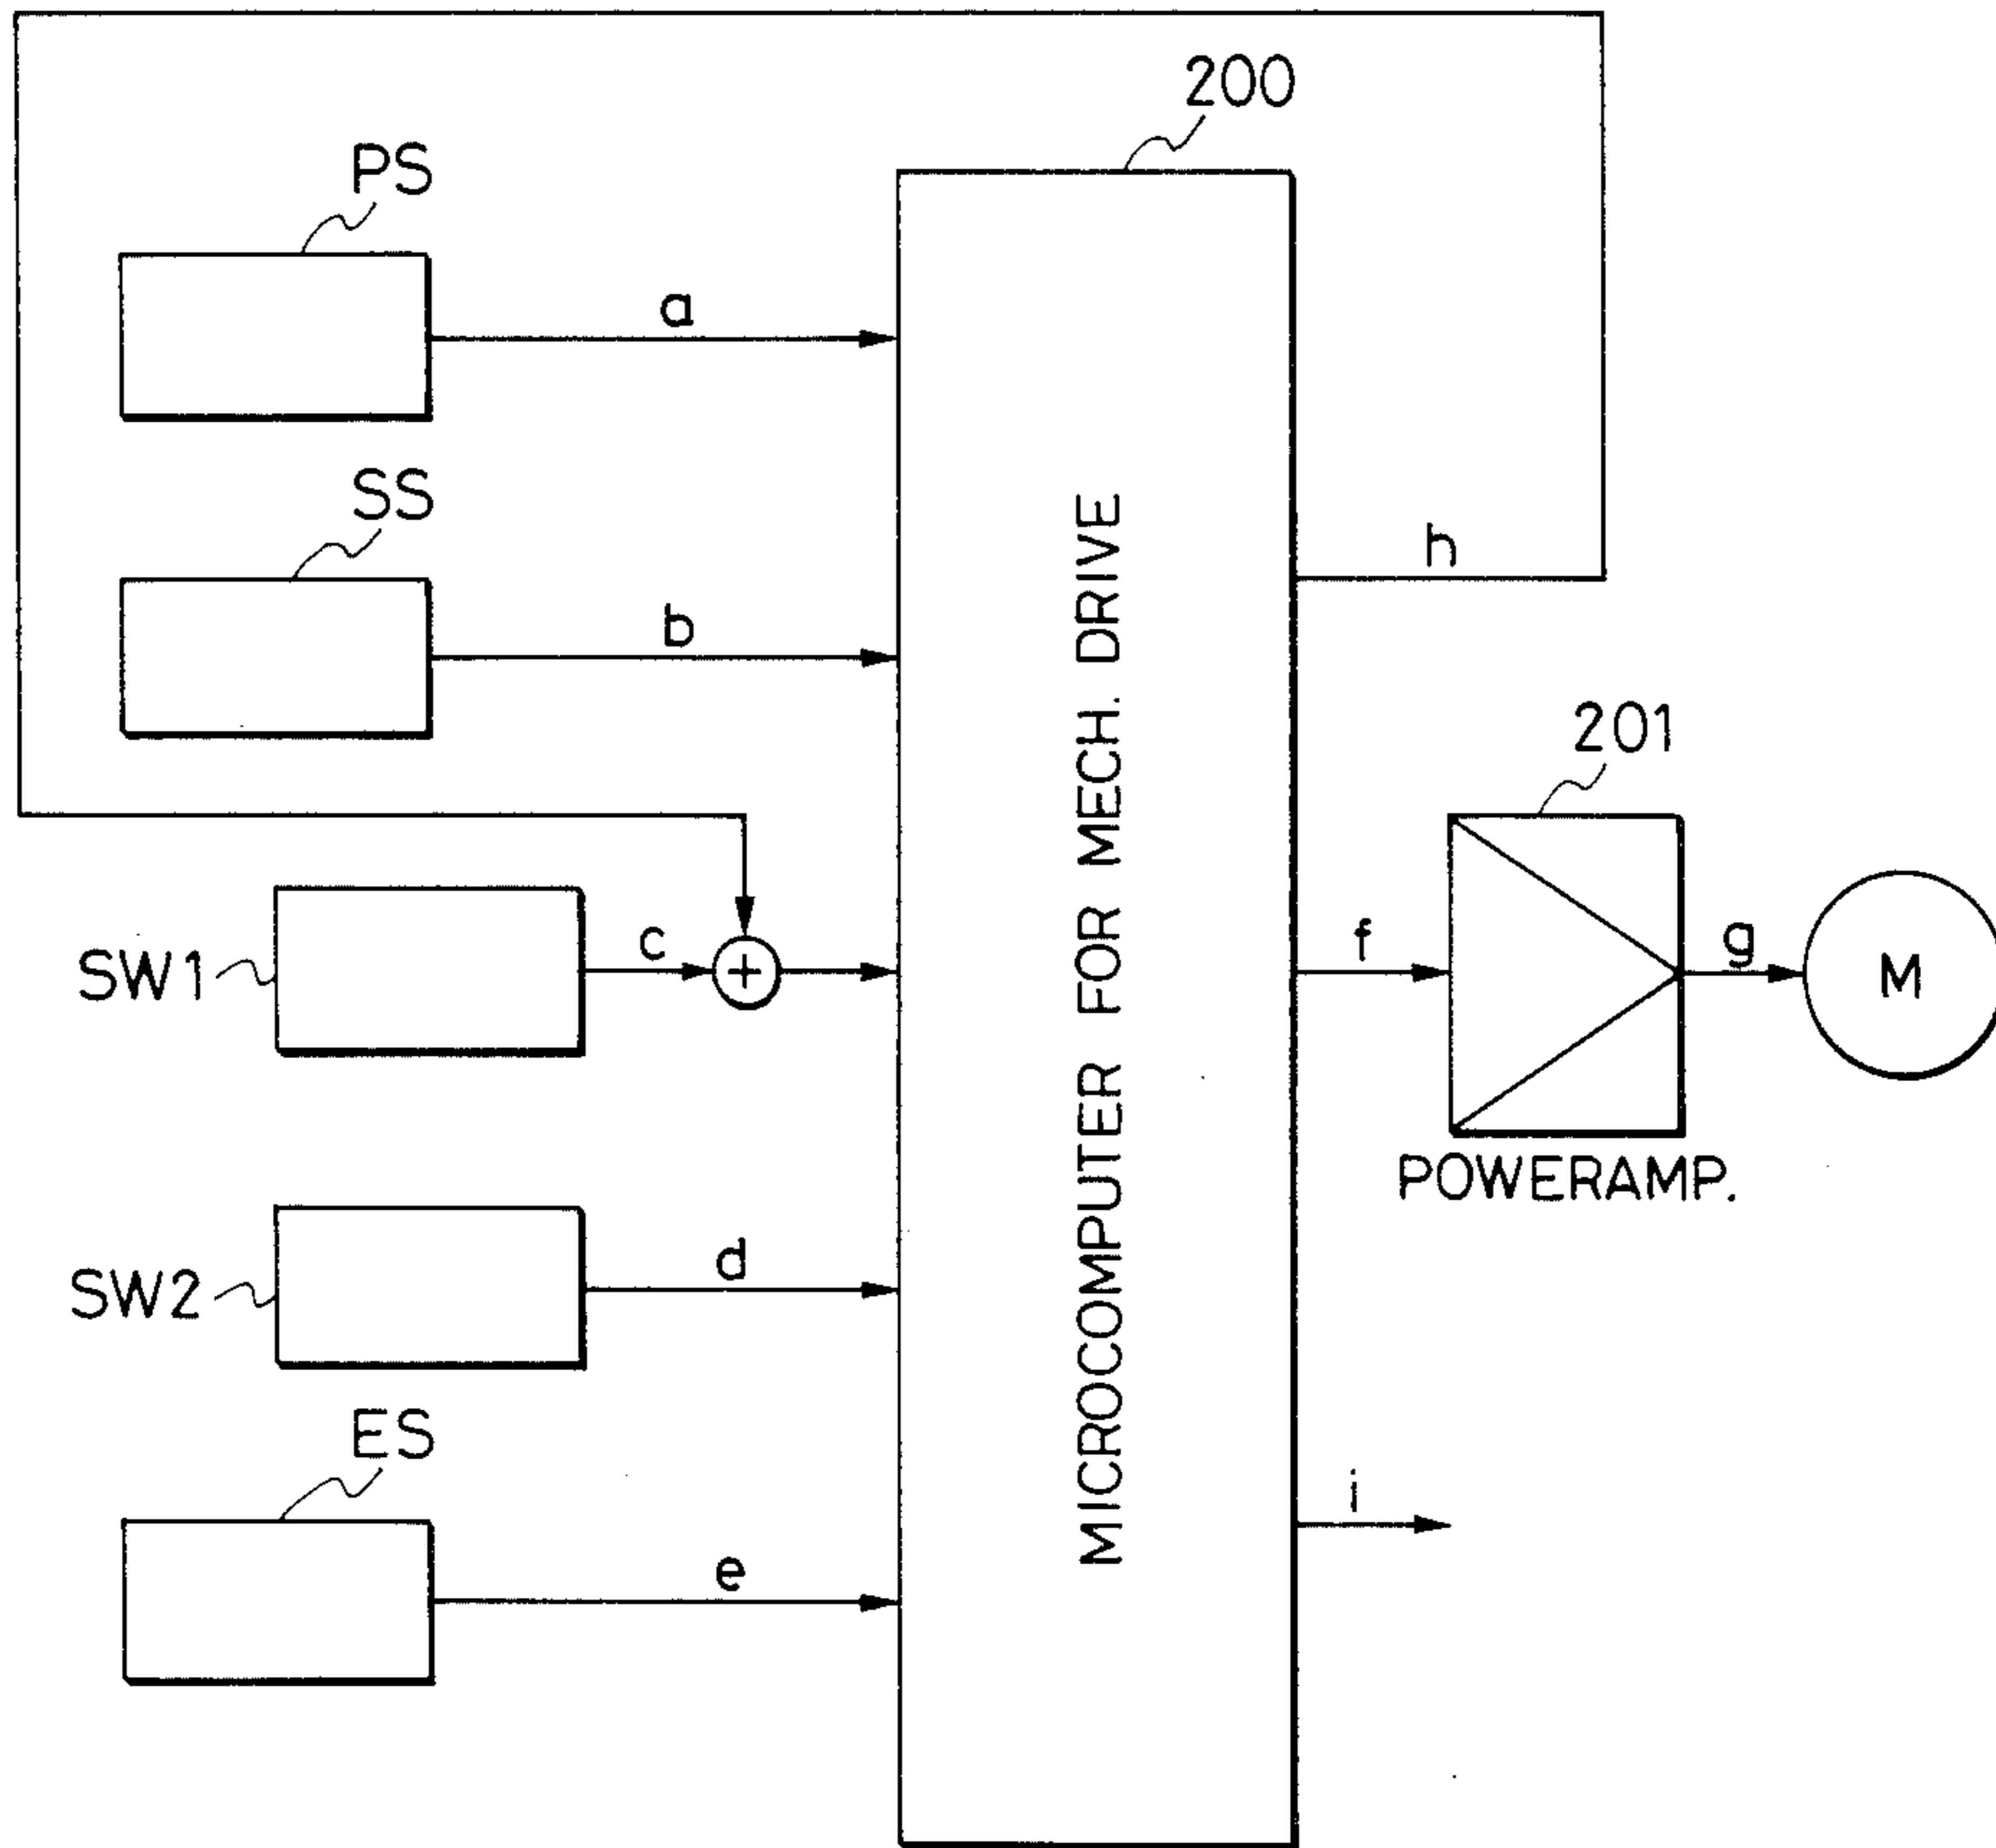 200
PS
a
SS
h
b
201
SW1
c
+
f
g
M
MICROCOMPUTER FOR MECH. DRIVE
POWERAMP.
SW2
d
ES
i
e